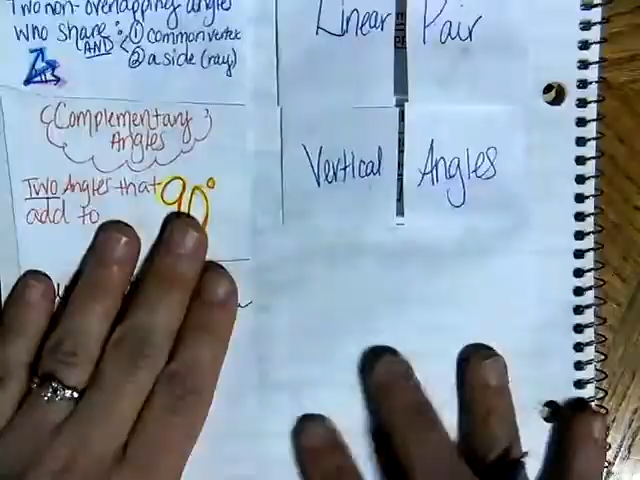 Two non-overlapping angles
who share: ① common vertex
AND ② a side (ray)
Complementary
Angles
Two Angles that 90°
add to
Linear Pair
Vertical Angles